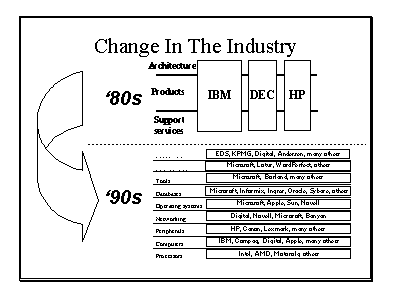 Change In The Industry
Architecture
'80s
Products
IBM DEC HP
Support
services
EDS, KPMG, Digital, Andersen, many other
Microsoft, Lotus, WordPerfect, other
'90s
Tools Microsoft, Borland, many other
Databases Microsoft, Informix, Ingres, Oracle, Sybase, other
Operating systems Microsoft, Apple, Sun, Novell
Networking Digital, Novell, Microsoft, Banyan
Peripherals HP, Canon, Lexmark, many other
Computers IBM, Compaq, Digital, Apple, many other
Processors Intel, AMD, Motorola, other